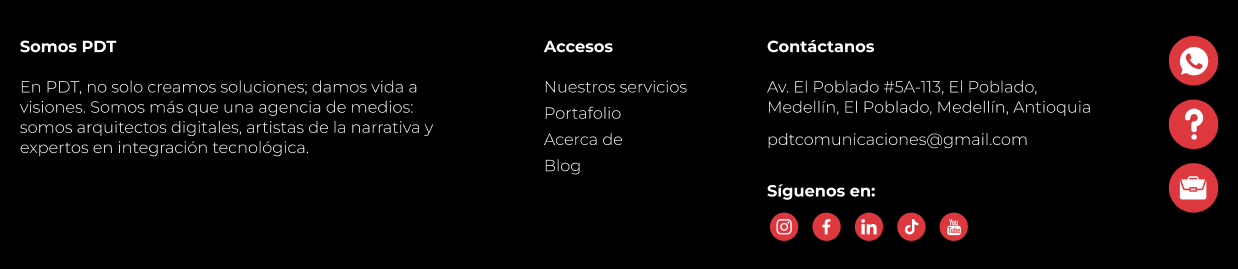 Somos PDT
En PDT, no solo creamos soluciones; damos vida a
visiones. Somos más que una agencia de medios:
somos arquitectos digitales, artistas de la narrativa y
expertos en integración tecnológica.
Accesos
Nuestros servicios
Portafolio
Acerca de
Blog
Contáctanos
Av. El Poblado #5A-113, El Poblado,
Medellín, El Poblado, Medellín, Antioquia
pdtcomunicaciones@gmail.com
Síguenos en:
in
You
Tube
?